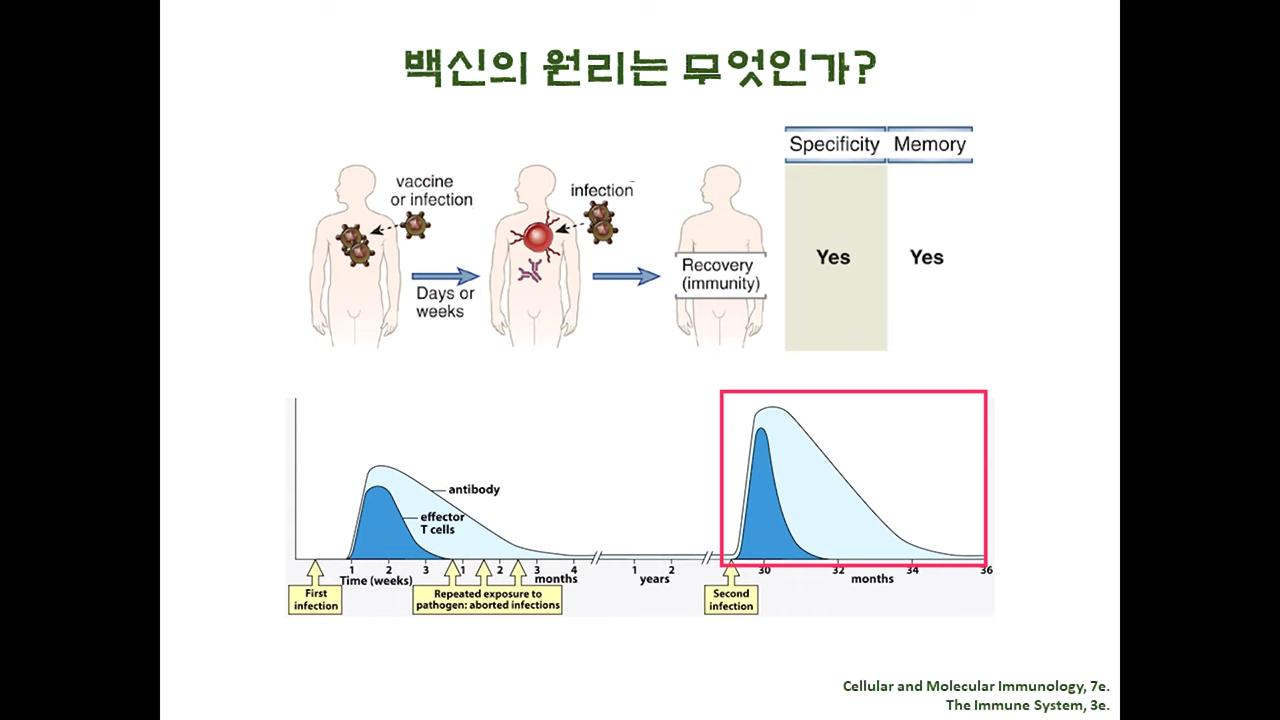 백신의 원리는 무엇인가?
Specificity Memory
vaccine
or infection
infection
Days or
weeks
Recovery
(immunity)
Yes Yes
antibody
effector
T cells
1 2 3 1 2 3 4 1 2 30 32 34 36
Time (weeks) months years months
First
infection
Repeated exposure to
pathogen: aborted infections
Second
infection
Cellular and Molecular Immunology, 7e.
The Immune System, 3e.